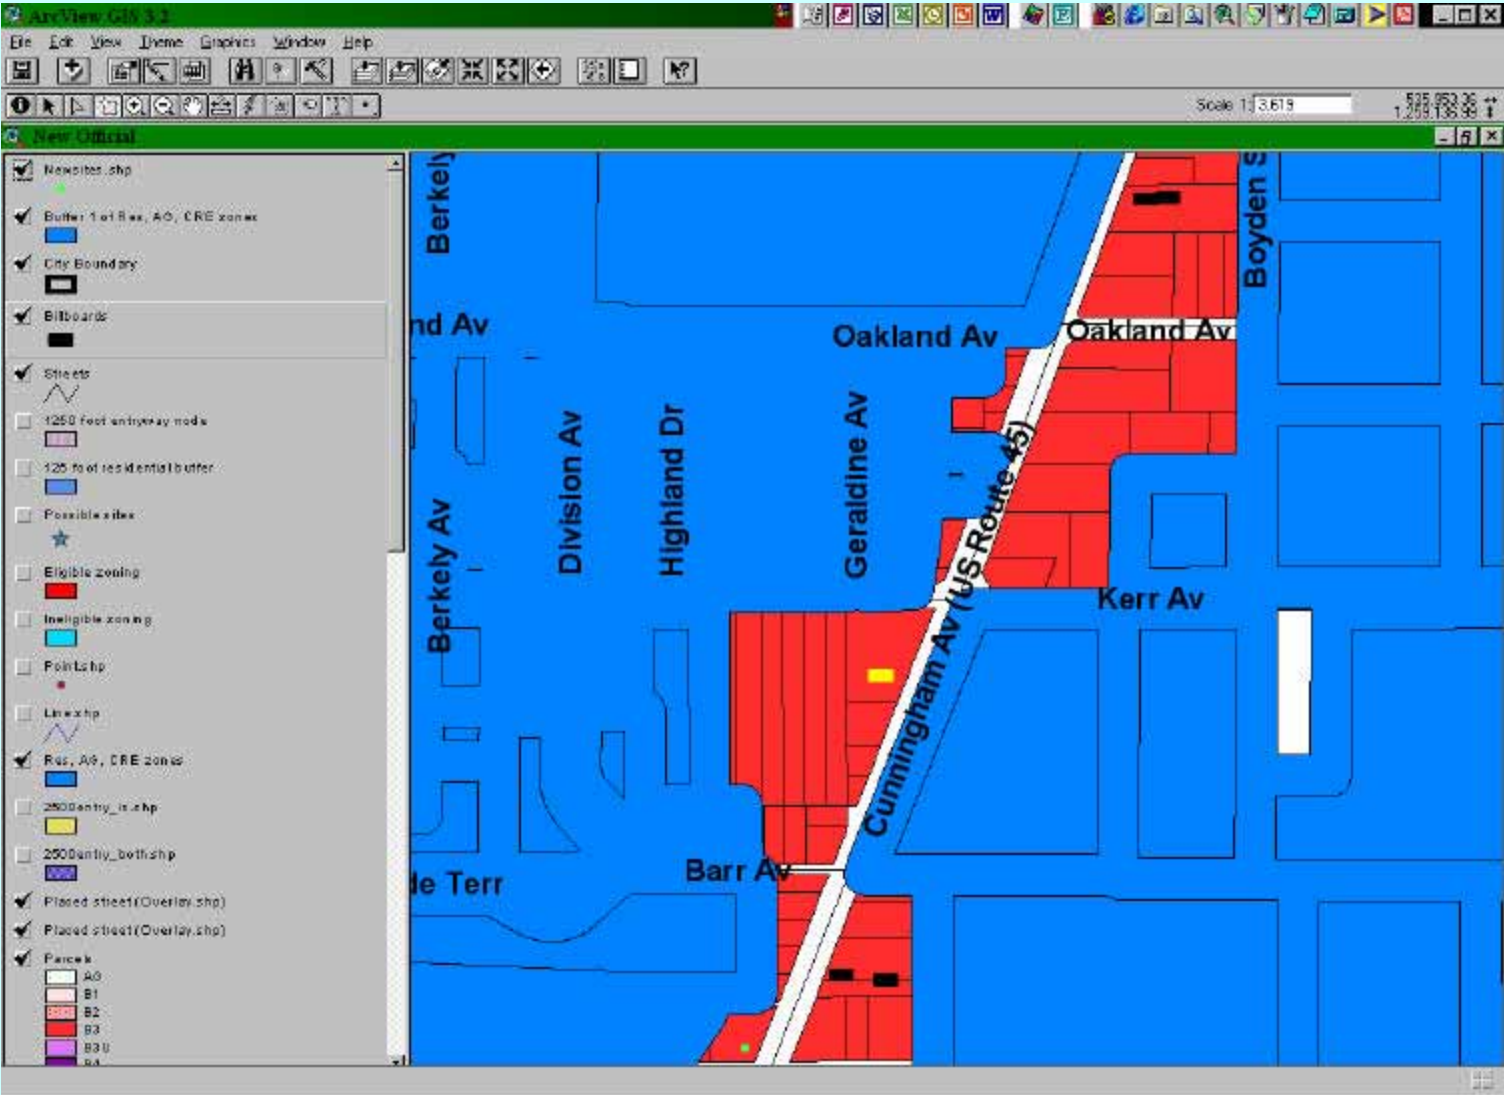 ArcView GIS 3.2
File Edit View Theme Graphics Window Help
Scale 1: 3,619
New Official
Newsites.shp
Buffer 1 of Res, AG, CRE zones
City Boundary
Billboards
Streets
1250 foot entryway node
125 foot residential buffer
Possible sites
Eligible zoning
Ineligible zoning
Point.shp
Line.shp
Res, AG, CRE zones
2500entry_is.shp
2500entry_both.shp
Placed street(Overlay.shp)
Placed street(Overlay.shp)
Parcels
AG
B1
B2
B3
B3U
B4
Berkely
Boyden S
nd Av
Oakland Av
Oakland Av
Berkely Av
Division Av
Highland Dr
Geraldine Av
Cunningham Av (US Route 45)
Kerr Av
Barr Av
de Terr